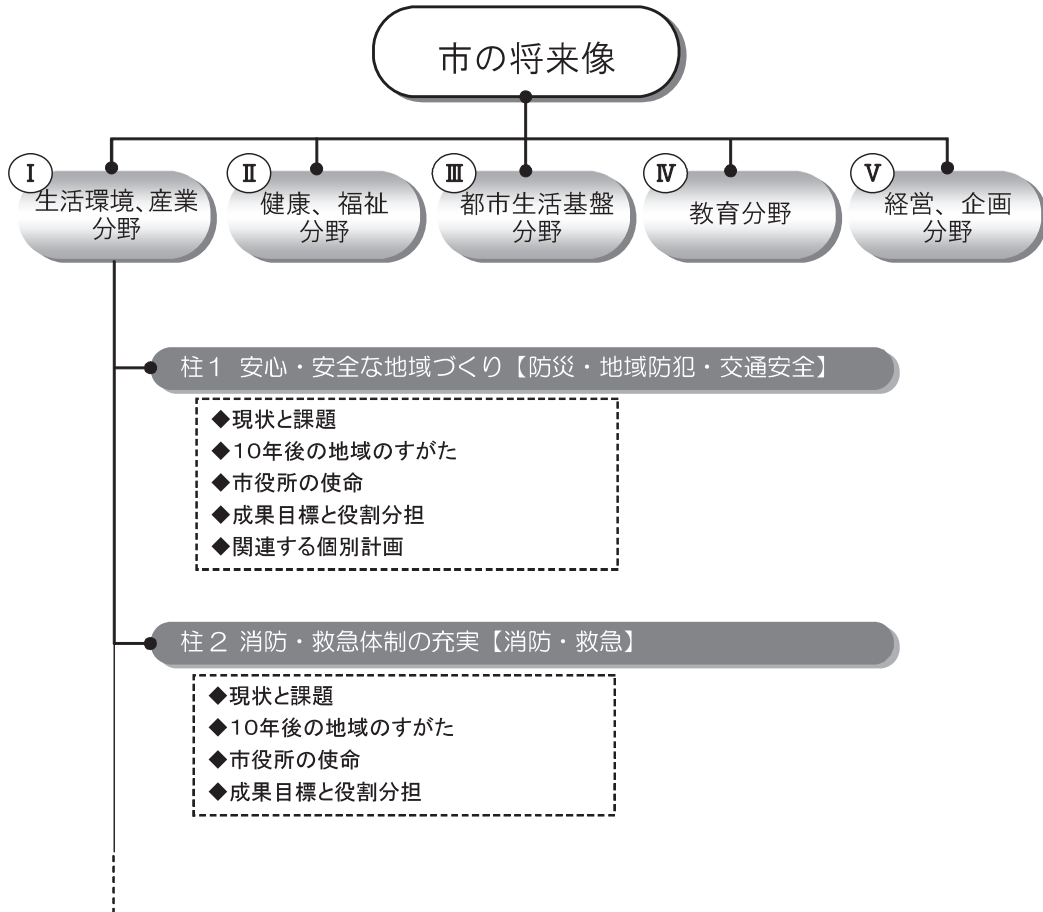 市の将来像
Ⅰ
生活環境、産業
分野
Ⅱ
健康、福祉
分野
Ⅲ
都市生活基盤
分野
Ⅳ
教育分野
Ⅴ
経営、企画
分野
柱1 安心・安全な地域づくり【防災・地域防犯・交通安全】
◆現状と課題
◆10年後の地域のすがた
◆市役所の使命
◆成果目標と役割分担
◆関連する個別計画
柱2 消防・救急体制の充実【消防・救急】
◆現状と課題
◆10年後の地域のすがた
◆市役所の使命
◆成果目標と役割分担